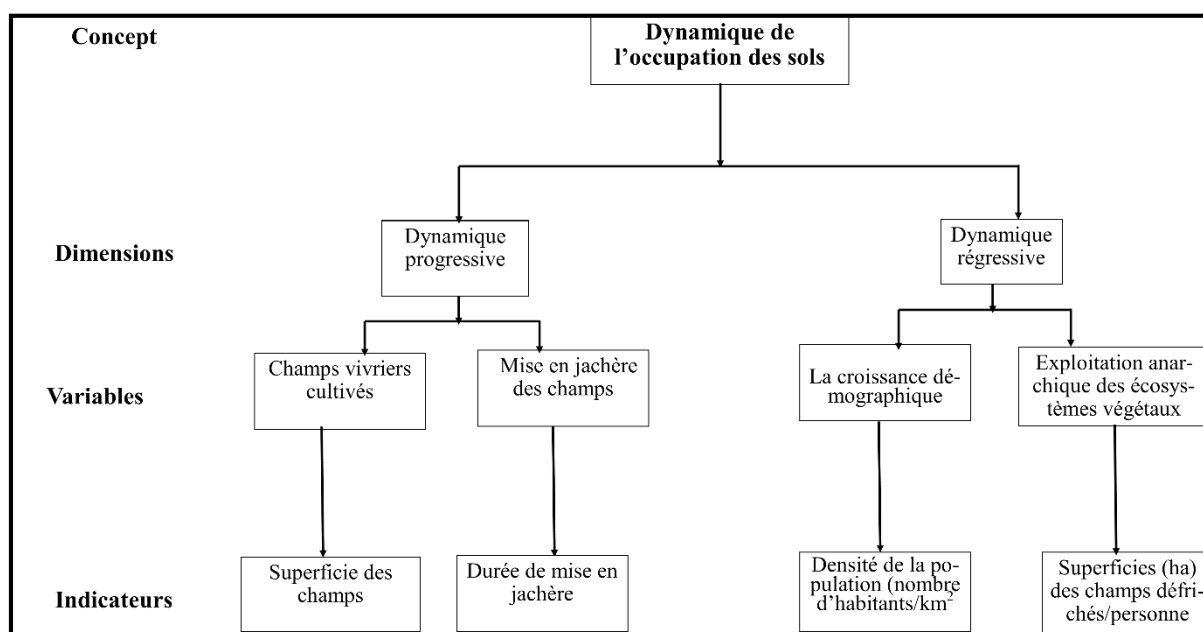 Concept
Dynamique de
l’occupation des sols
Dimensions
Dynamique
progressive
Dynamique
régressive
Variables
Champs vivriers
cultivés
Mise en jachère
des champs
La croissance dé-
mographique
Exploitation anar-
chique des écosys-
tèmes végétaux
Indicateurs
Superficie des
champs
Durée de mise en
jachère
Densité de la po-
pulation (nombre
d’habitants/km²
Superficies (ha)
des champs défri-
chés/personne